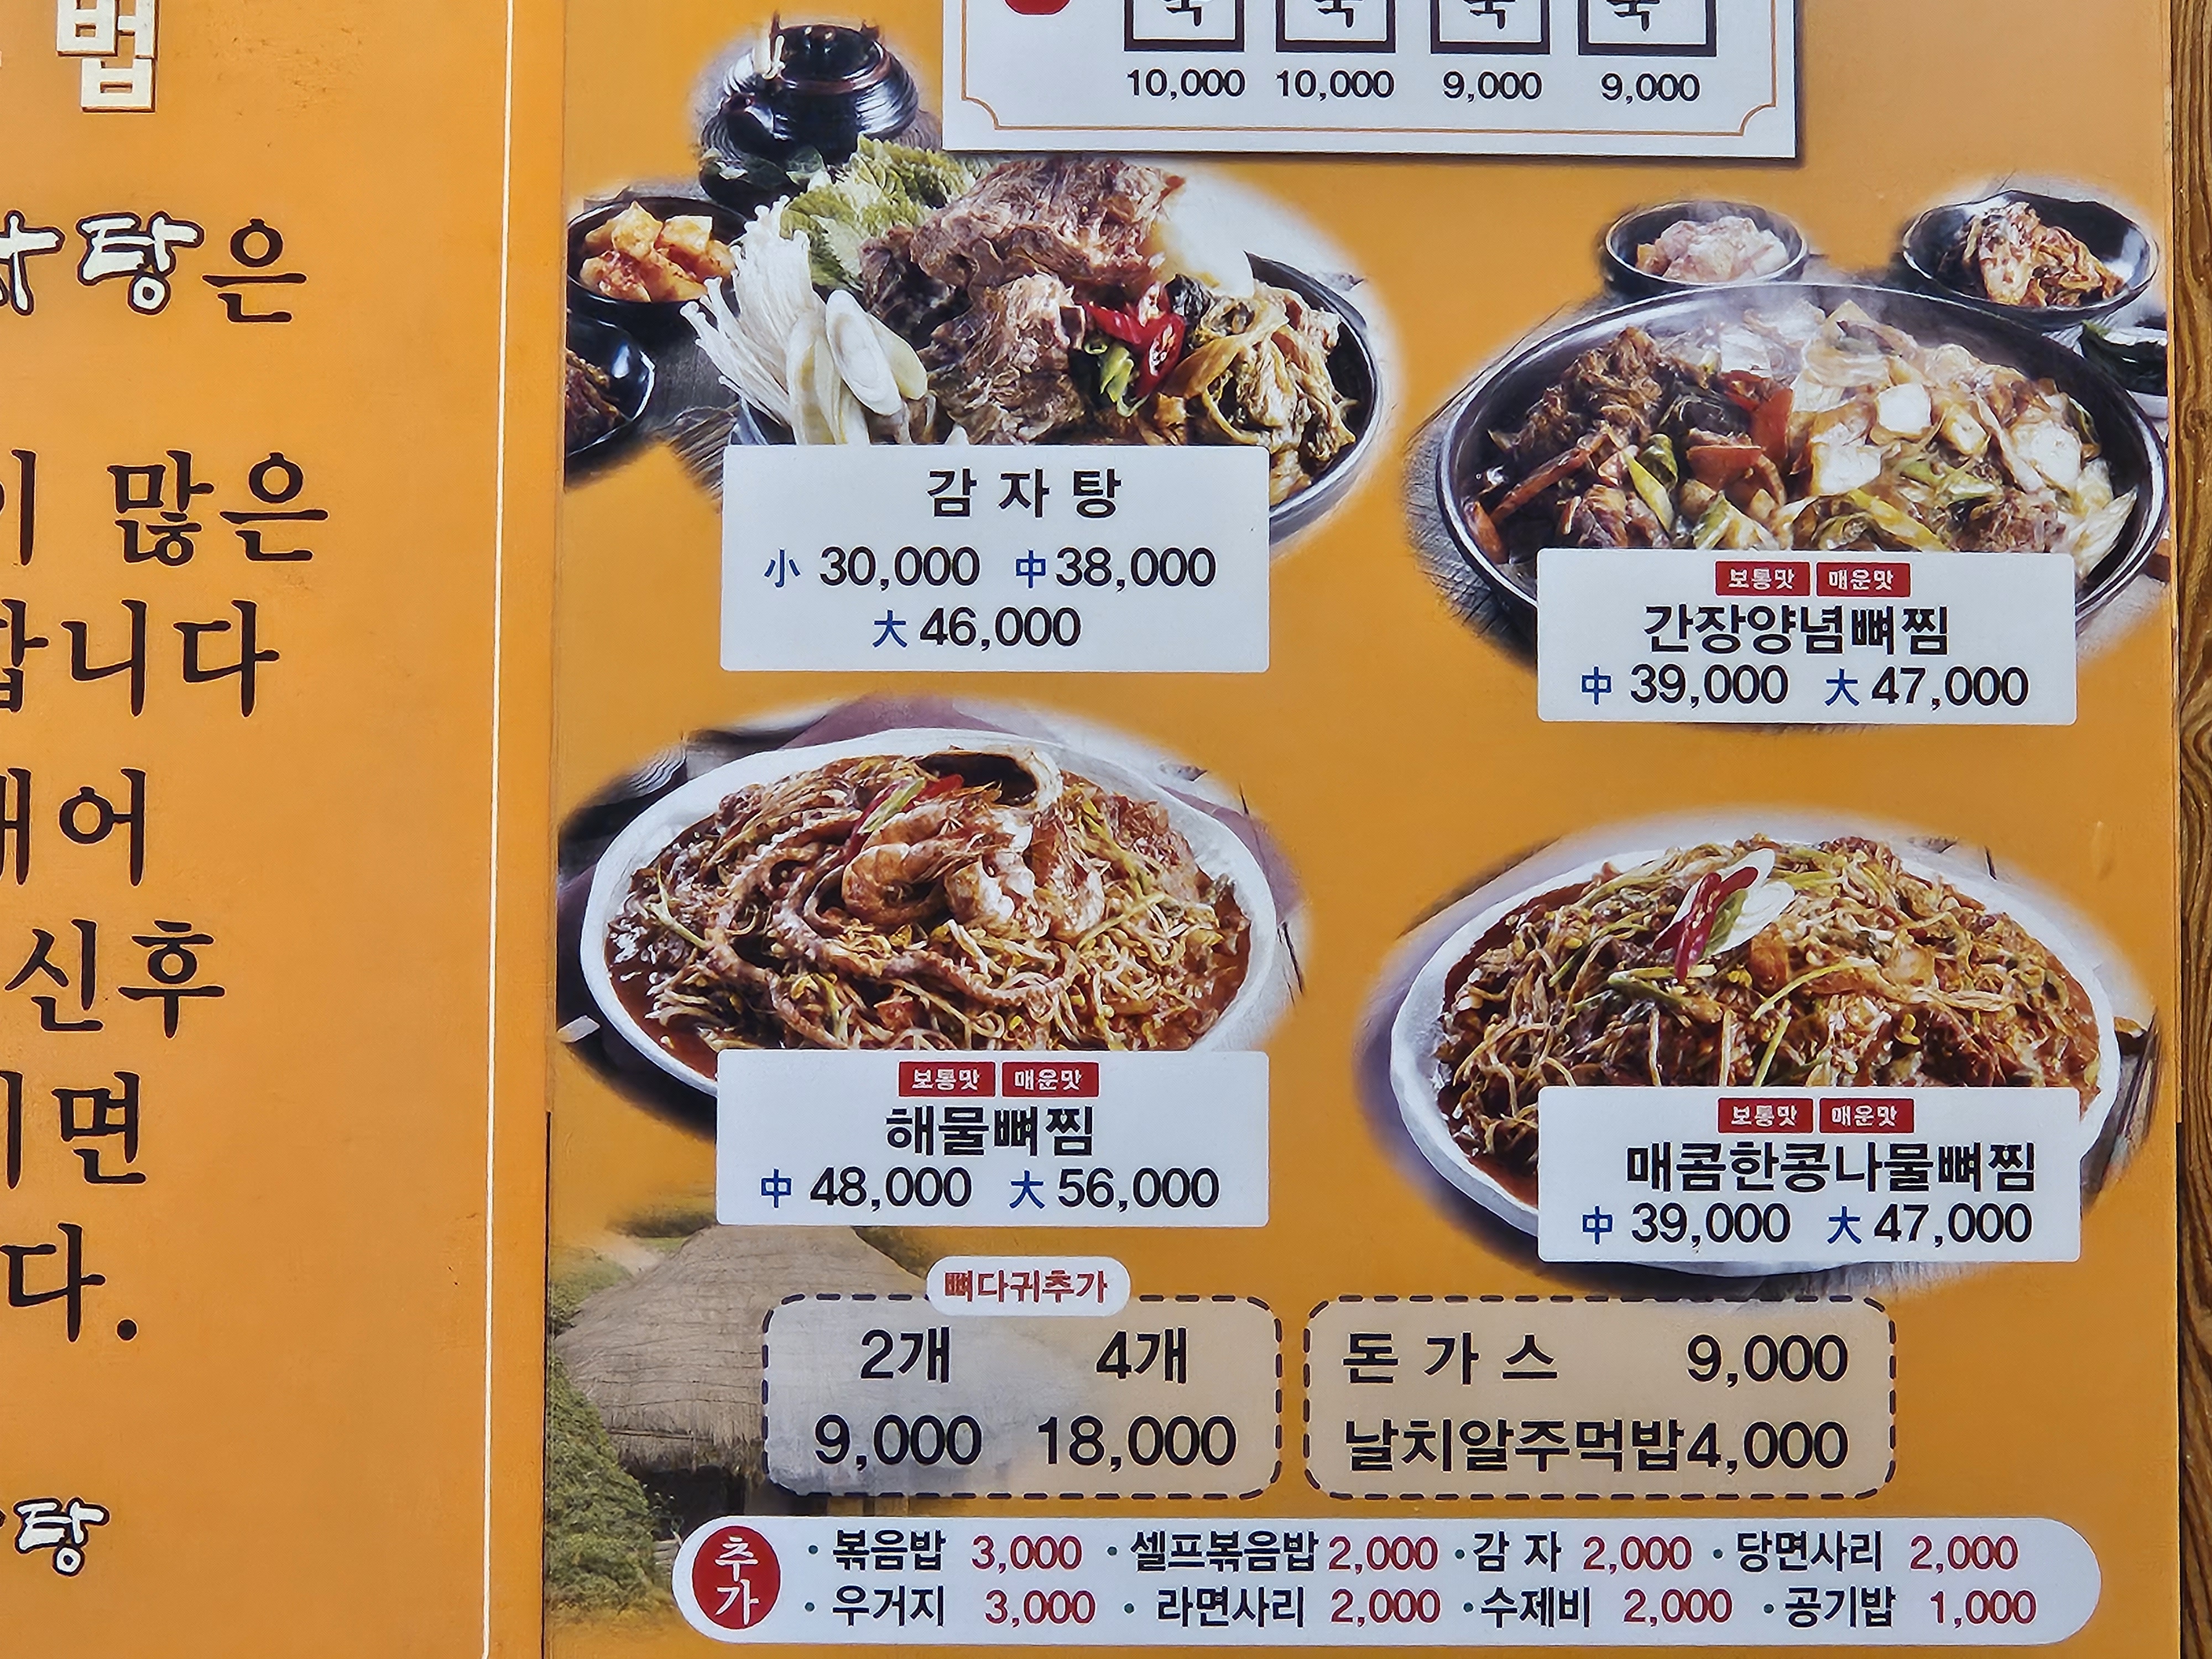 법
탕은
많은
합니다
어
신후
면
다.
탕
국 국 국 국
10,000 10,000 9,000 9,000
감 자 탕
小 30,000 中 38,000
大 46,000
보통맛 매운맛
간장양념뼈찜
中 39,000 大 47,000
보통맛 매운맛
해물뼈찜
中 48,000 大 56,000
보통맛 매운맛
매콤한콩나물뼈찜
中 39,000 大 47,000
뼈다귀추가
2개 4개
9,000 18,000
돈 가 스 9,000
날치알주먹밥 4,000
추가
·볶음밥 3,000 ·셀프볶음밥 2,000 ·감 자 2,000 ·당면사리 2,000
·우거지 3,000 ·라면사리 2,000 ·수제비 2,000 ·공기밥 1,000